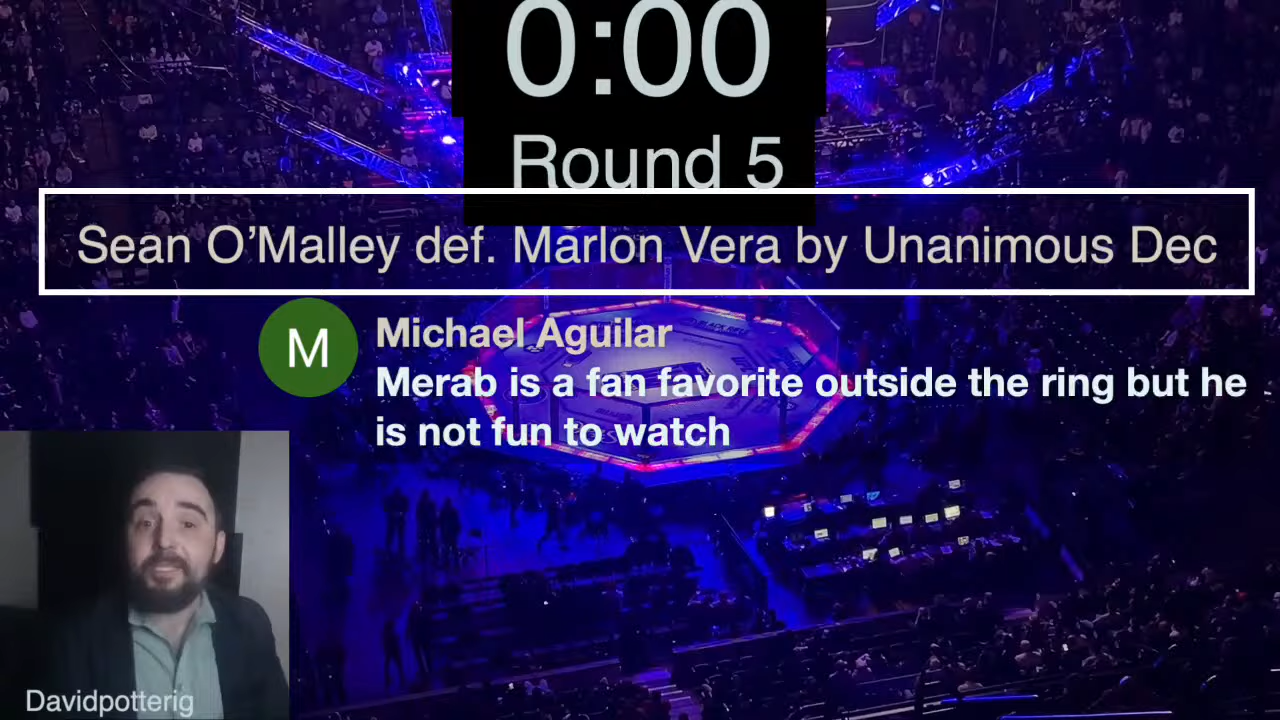 0:00
Round 5
Sean O’Malley def. Marlon Vera by Unanimous Dec
M
Michael Aguilar
Merab is a fan favorite outside the ring but he
is not fun to watch
Davidpotterig